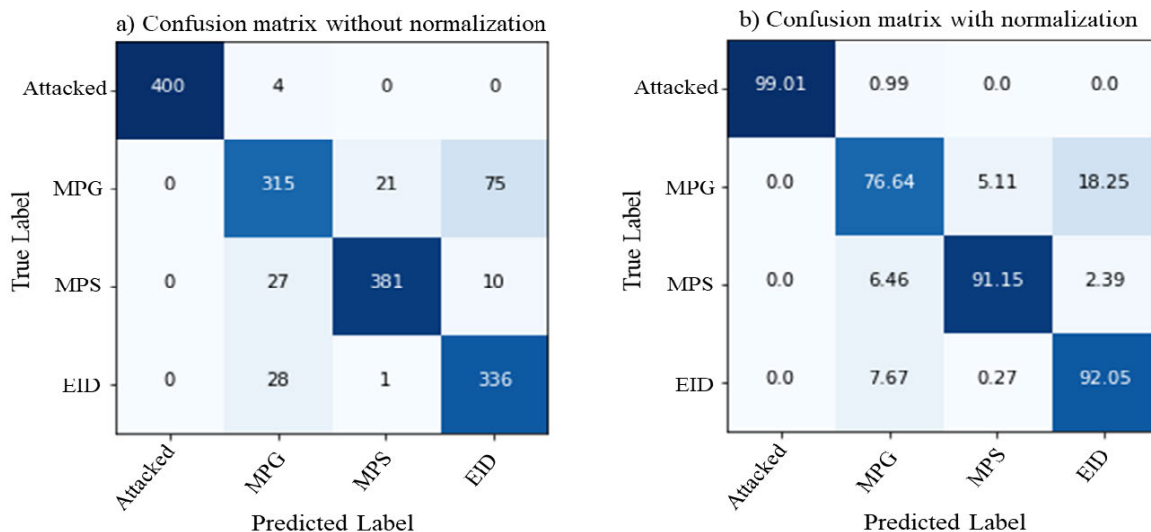 a) Confusion matrix without normalization
Attacked 400 4 0 0
MPG 0 315 21 75
MPS 0 27 381 10
EID 0 28 1 336
True Label
Attacked MPG MPS EID
Predicted Label
b) Confusion matrix with normalization
Attacked 99.01 0.99 0.0 0.0
MPG 0.0 76.64 5.11 18.25
MPS 0.0 6.46 91.15 2.39
EID 0.0 7.67 0.27 92.05
True Label
Attacked MPG MPS EID
Predicted Label